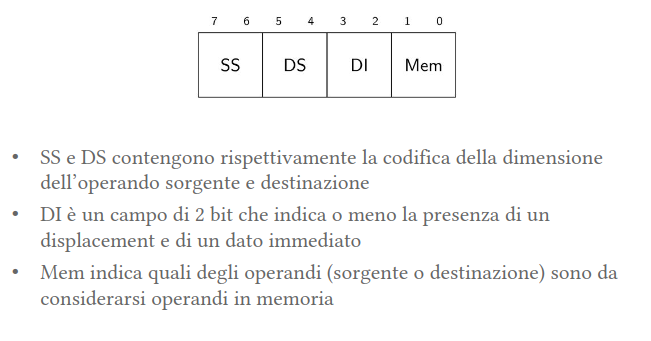 7 6 5 4 3 2 1 0
SS DS DI Mem
• SS e DS contengono rispettivamente la codifica della dimensione
dell'operando sorgente e destinazione
• DI è un campo di 2 bit che indica o meno la presenza di un
displacement e di un dato immediato
• Mem indica quali degli operandi (sorgente o destinazione) sono da
considerarsi operandi in memoria